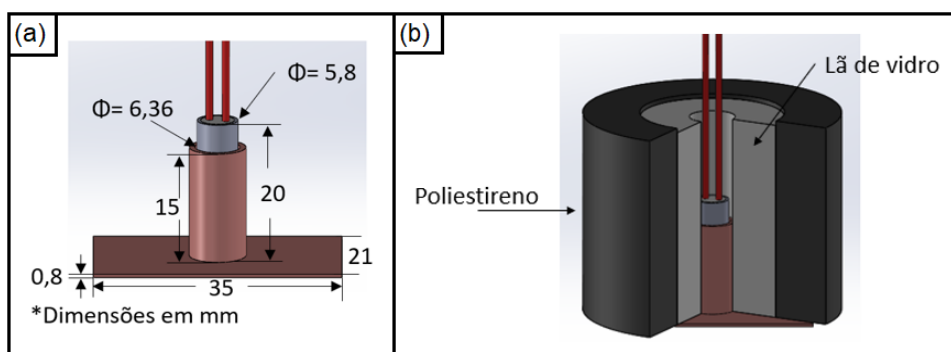 (a)
Φ= 5,8
Φ= 6,36
15
20
21
0,8
35
*Dimensões em mm
(b)
Lã de vidro
Poliestireno